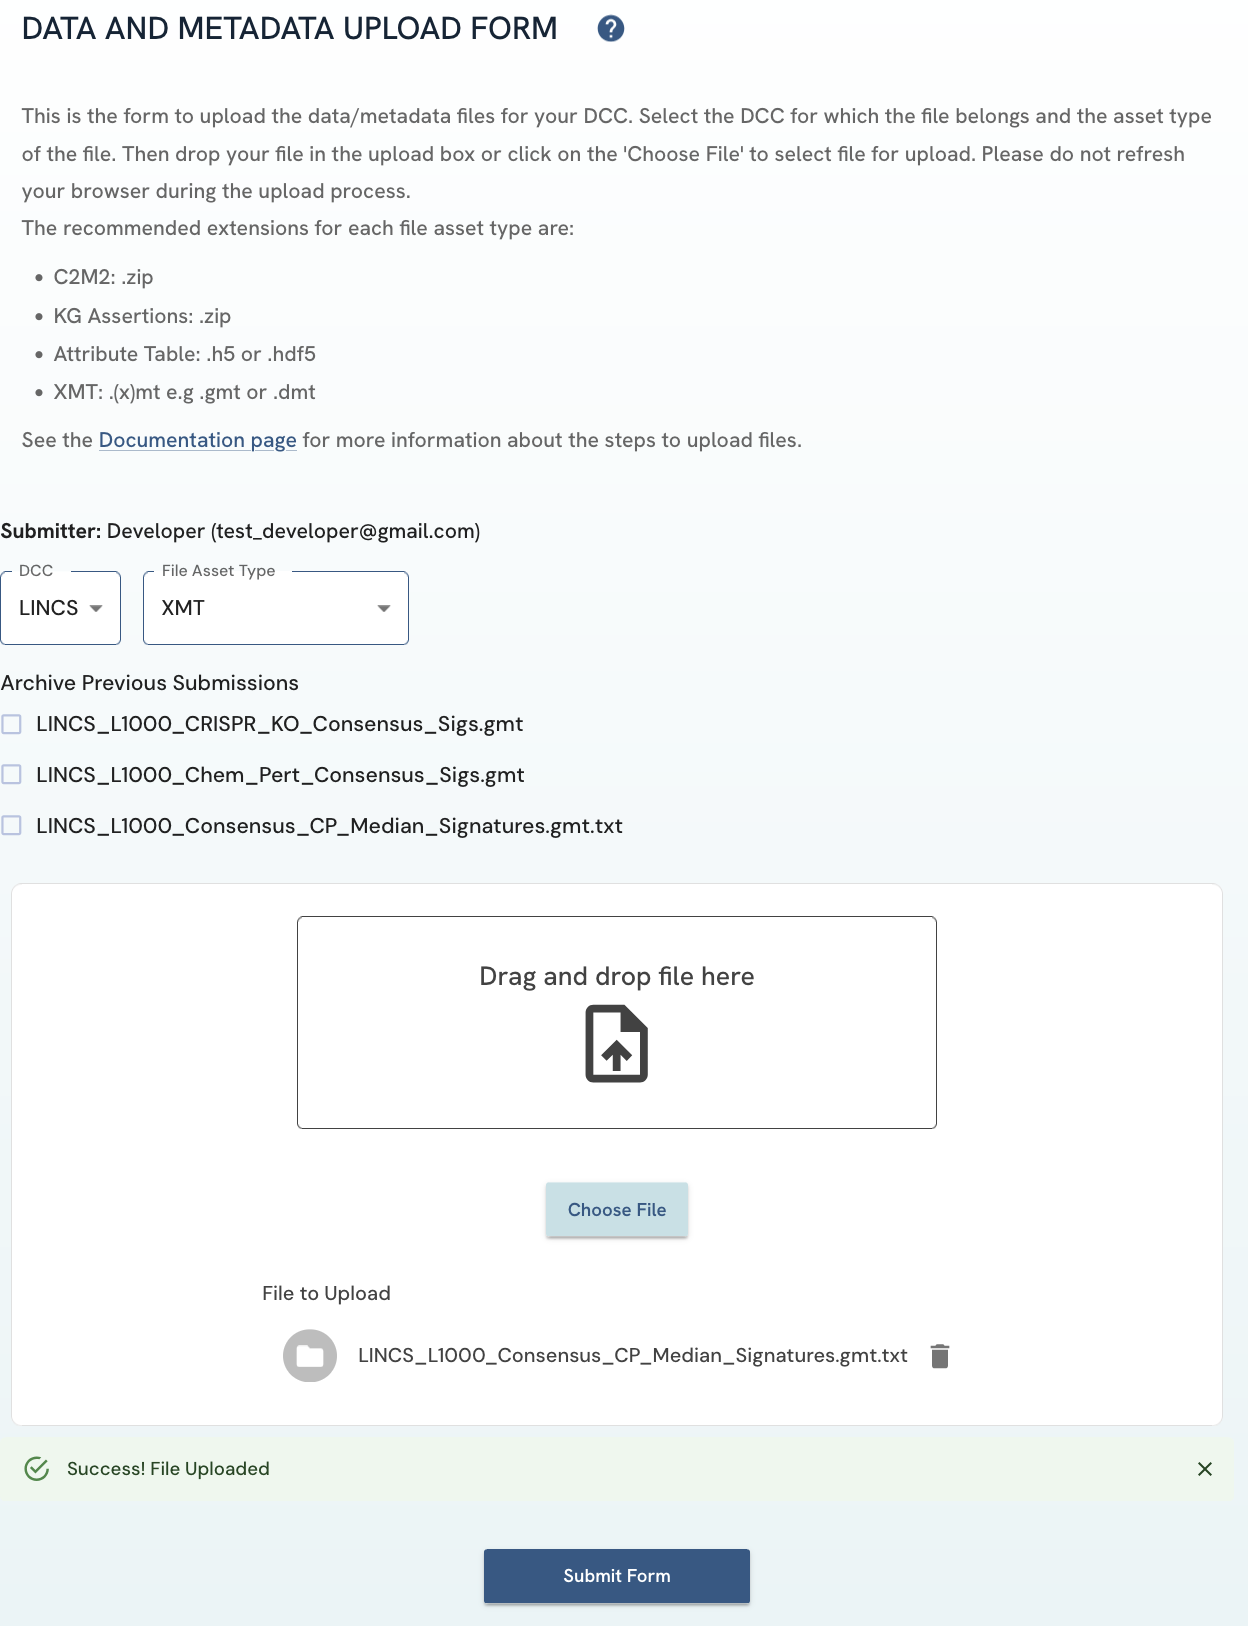 DATA AND METADATA UPLOAD FORM ?
This is the form to upload the data/metadata files for your DCC. Select the DCC for which the file belongs and the asset type
of the file. Then drop your file in the upload box or click on the 'Choose File' to select file for upload. Please do not refresh
your browser during the upload process.
The recommended extensions for each file asset type are:
• C2M2: .zip
• KG Assertions: .zip
• Attribute Table: .h5 or .hdf5
• XMT: .(x)mt e.g .gmt or .dmt
See the Documentation page for more information about the steps to upload files.
Submitter: Developer (test_developer@gmail.com)
DCC File Asset Type
LINCS XMT
Archive Previous Submissions
LINCS_L1000_CRISPR_KO_Consensus_Sigs.gmt
LINCS_L1000_Chem_Pert_Consensus_Sigs.gmt
LINCS_L1000_Consensus_CP_Median_Signatures.gmt.txt
Drag and drop file here
Choose File
File to Upload
LINCS_L1000_Consensus_CP_Median_Signatures.gmt.txt
Success! File Uploaded
Submit Form